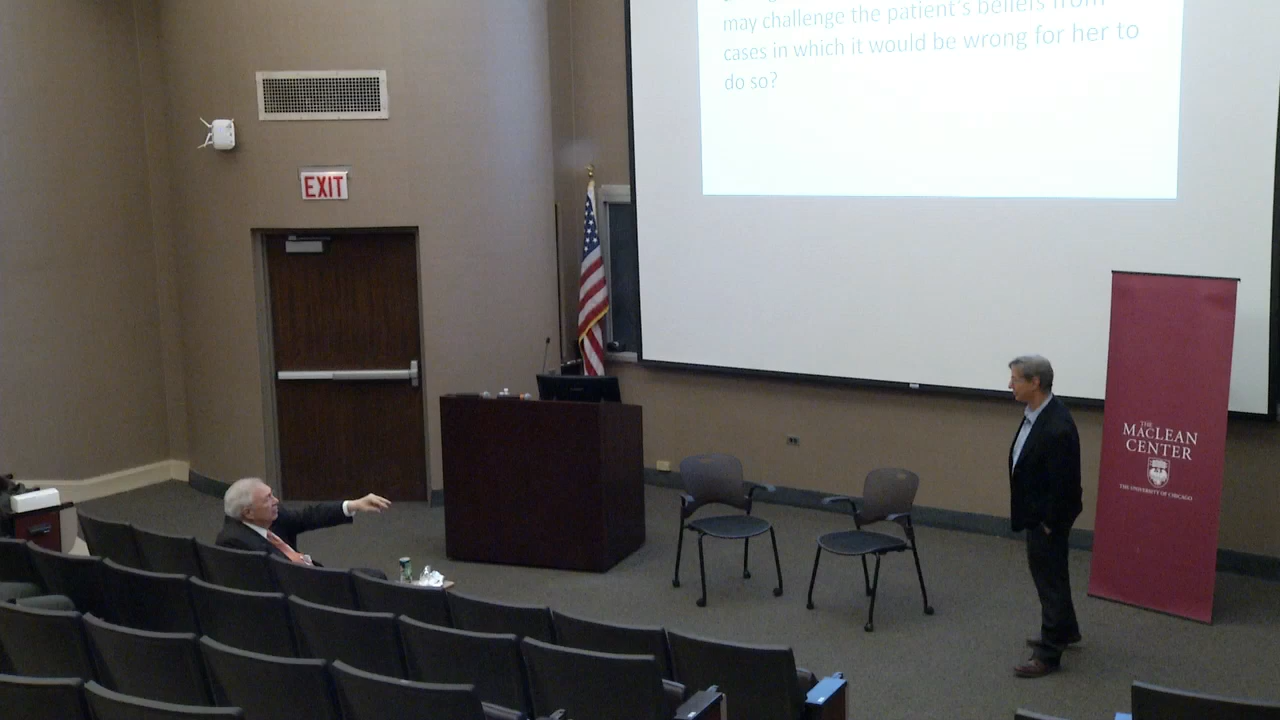 may challenge the patient's beliefs from
cases in which it would be wrong for her to
do so?
EXIT
THE
MACLEAN
CENTER
THE UNIVERSITY OF CHICAGO